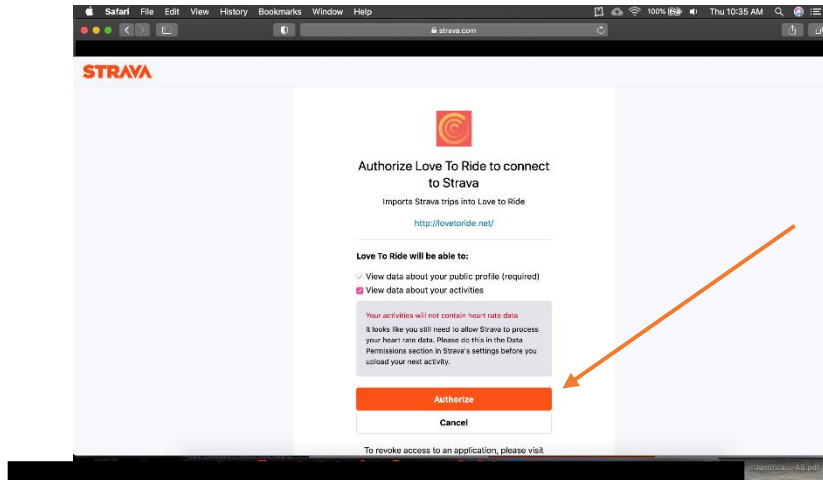 Safari File Edit View History Bookmarks Window Help 100% Thu 10:35 AM
strava.com
STRAVA
Authorize Love To Ride to connect
to Strava
Imports Strava trips into Love to Ride
http://lovetoride.net/
Love To Ride will be able to:
View data about your public profile (required)
View data about your activities
Your activities will not contain heart rate data
It looks like you still need to allow Strava to process
your heart rate data. Please do this in the Data
Permissions section in Strava's settings before you
upload your next activity.
Authorize
Cancel
To revoke access to an application, please visit